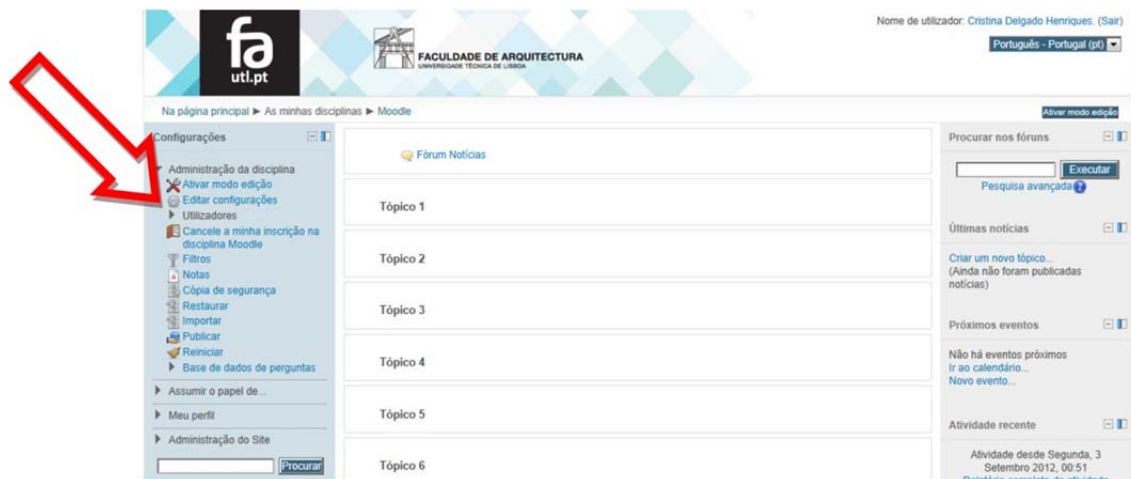 fa
utl.pt
FACULDADE DE ARQUITECTURA
UNIVERSIDADE TÉCNICA DE LISBOA
Nome de utilizador: Cristina Delgado Henriques. (Sair)
Português - Portugal (pt)
Na página principal ► As minhas disciplinas ► Moodle
Ativar modo edição
Configurações
Administração da disciplina
Ativar modo edição
Editar configurações
Utilizadores
Cancele a minha inscrição na
disciplina Moodle
Filtros
Notas
Cópia de segurança
Restaurar
Importar
Publicar
Reiniciar
Base de dados de perguntas
Assumir o papel de...
Meu perfil
Administração do Site
Procurar
Fórum Notícias
Tópico 1
Tópico 2
Tópico 3
Tópico 4
Tópico 5
Tópico 6
Procurar nos fóruns
Executar
Pesquisa avançada
Últimas notícias
Criar um novo tópico...
(Ainda não foram publicadas
notícias)
Próximos eventos
Não há eventos próximos
Ir ao calendário...
Novo evento...
Atividade recente
Atividade desde Segunda, 3
Setembro 2012, 00:51
Relatório completo da atividade